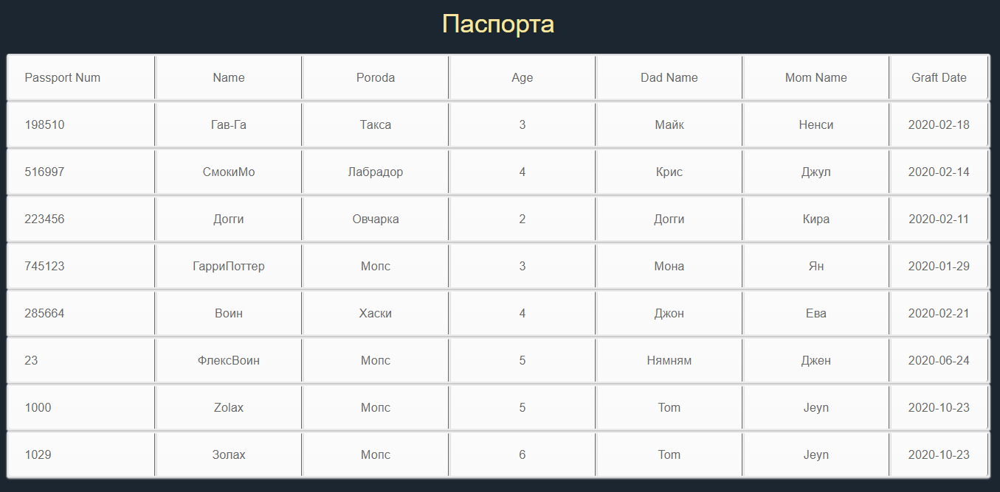 Паспорта
Passport Num Name Poroda Age Dad Name Mom Name Graft Date
198510 Гав-Га Такса 3 Майк Ненси 2020-02-18
516997 СмокиМо Лабрадор 4 Крис Джул 2020-02-14
223456 Догги Овчарка 2 Догги Кира 2020-02-11
745123 ГарриПоттер Мопс 3 Мона Ян 2020-01-29
285664 Воин Хаски 4 Джон Ева 2020-02-21
23 ФлексВоин Мопс 5 Нямням Джен 2020-06-24
1000 Zolax Мопс 5 Tom Jeyn 2020-10-23
1029 Золах Мопс 6 Tom Jeyn 2020-10-23